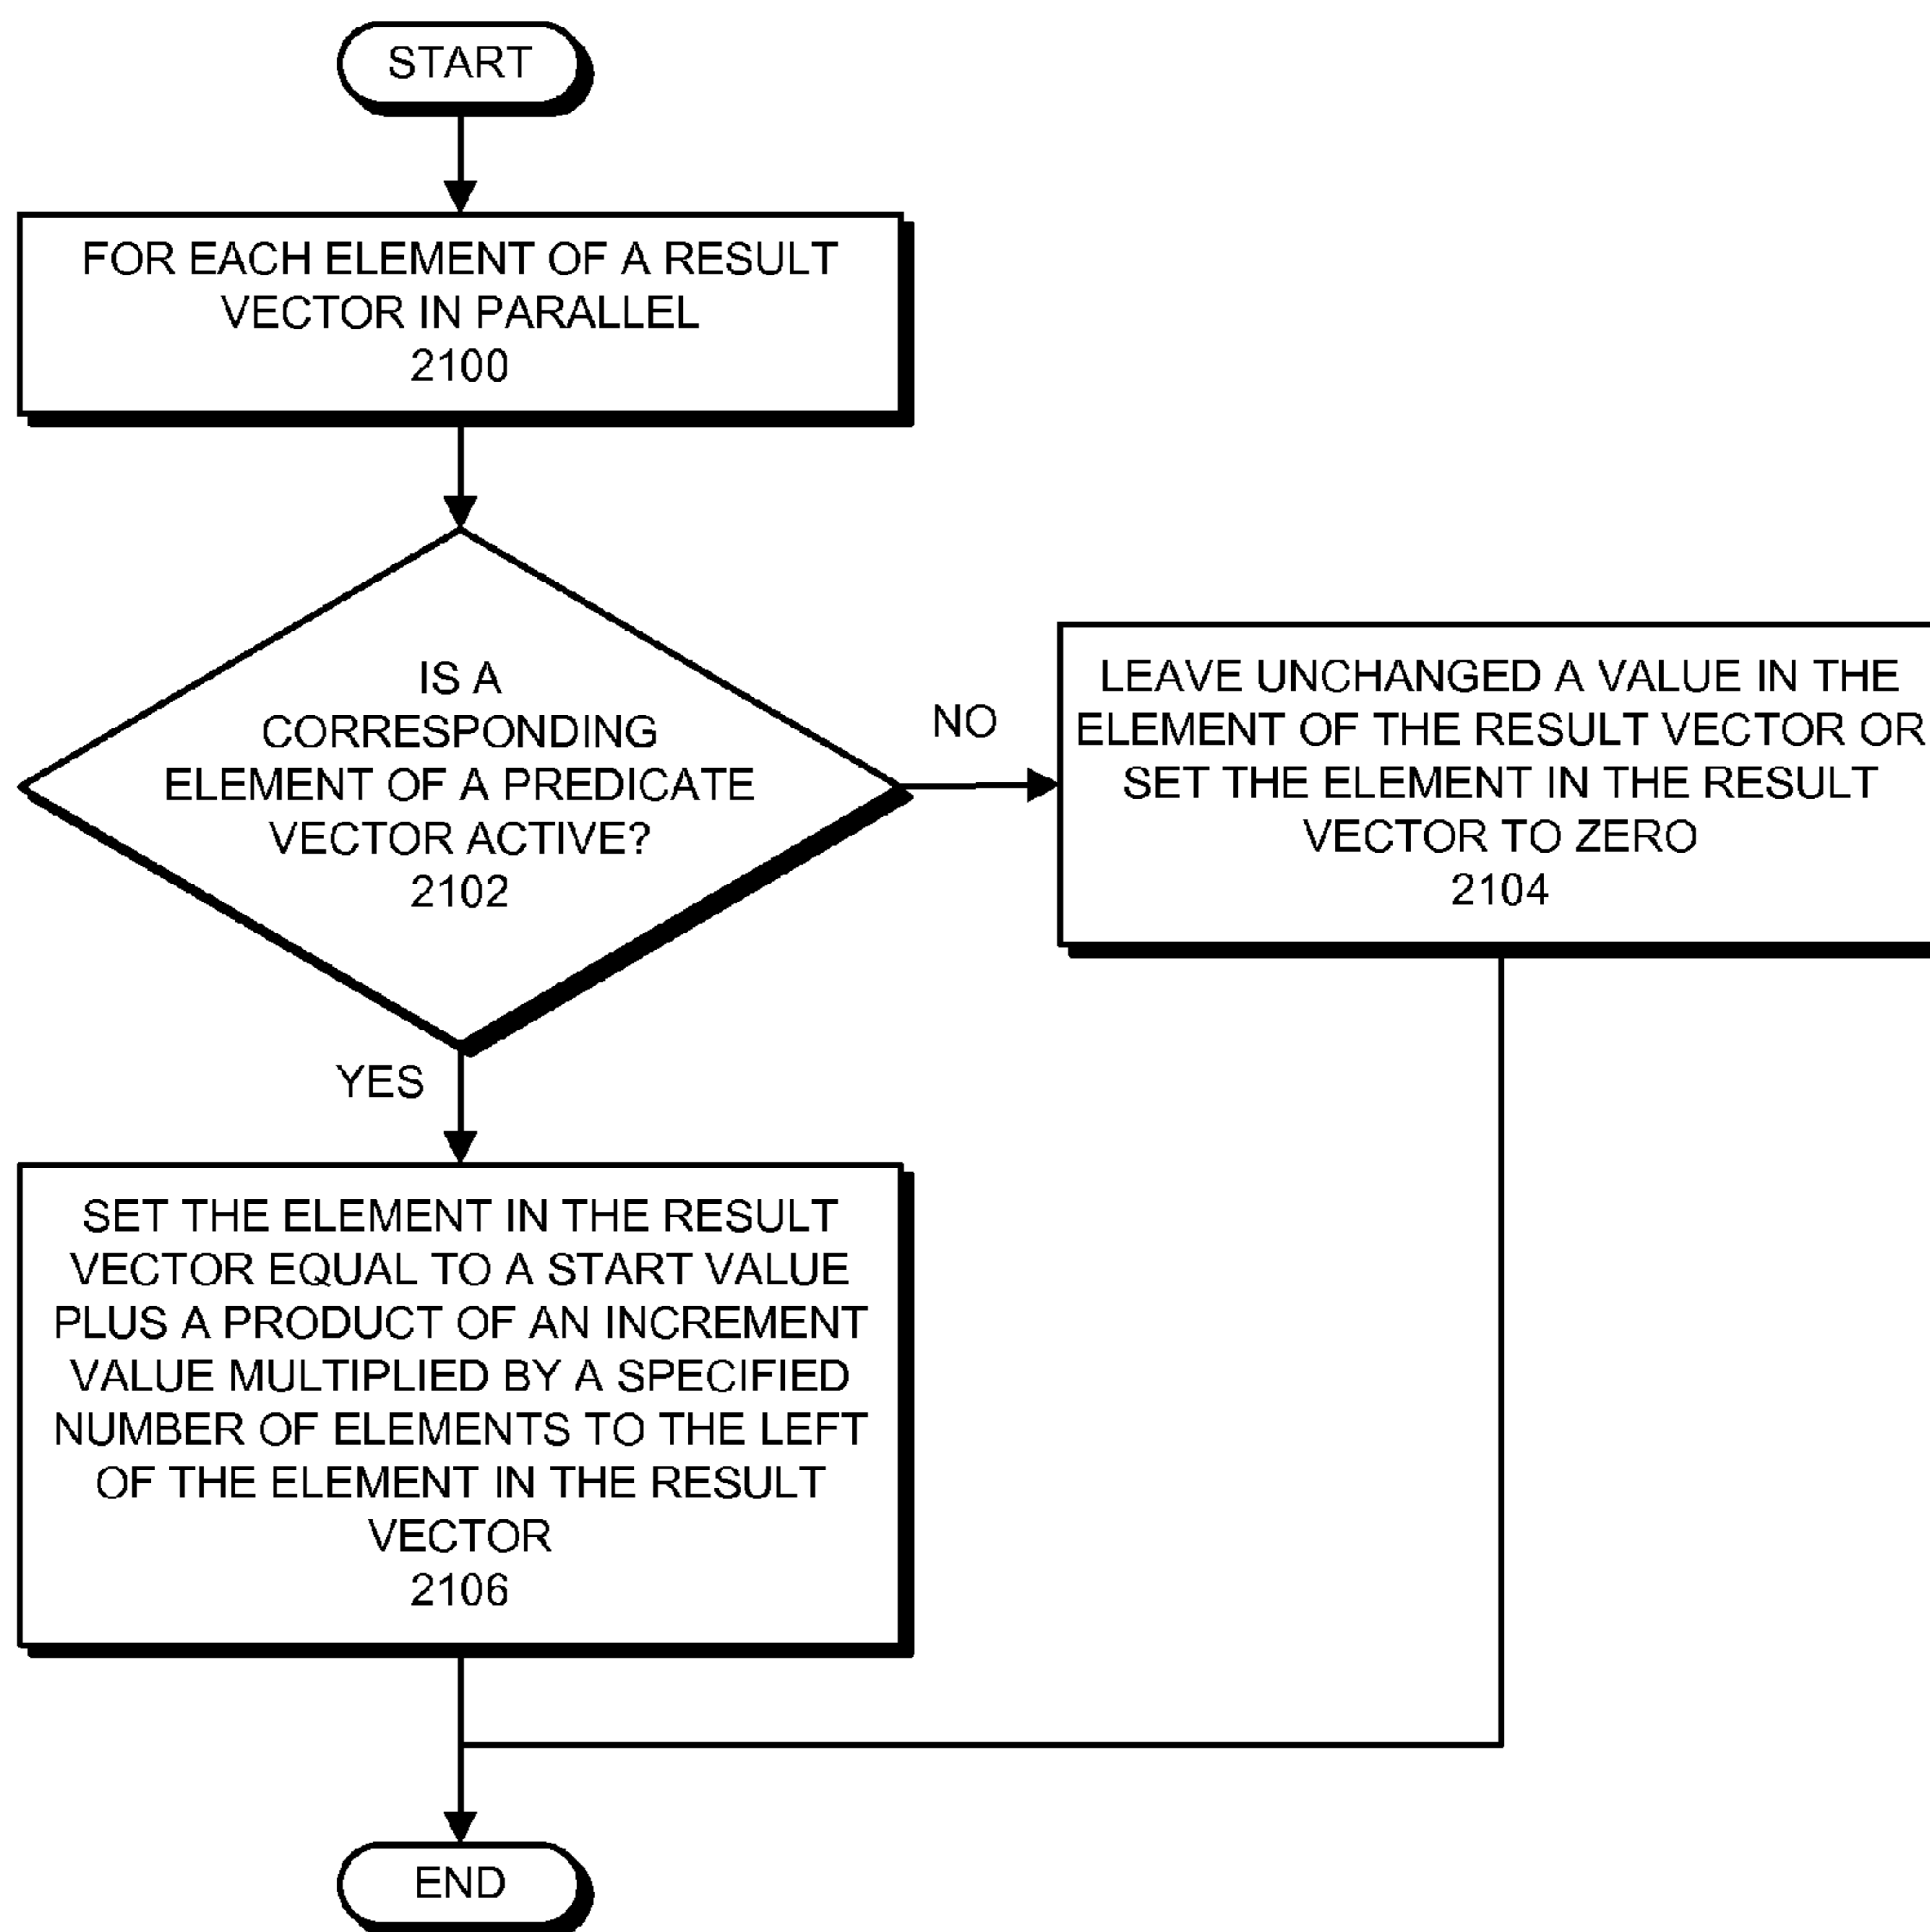 START
FOR EACH ELEMENT OF A RESULT
VECTOR IN PARALLEL
2100
IS A
CORRESPONDING
ELEMENT OF A PREDICATE
VECTOR ACTIVE?
2102
NO
LEAVE UNCHANGED A VALUE IN THE
ELEMENT OF THE RESULT VECTOR OR
SET THE ELEMENT IN THE RESULT
VECTOR TO ZERO
2104
YES
SET THE ELEMENT IN THE RESULT
VECTOR EQUAL TO A START VALUE
PLUS A PRODUCT OF AN INCREMENT
VALUE MULTIPLIED BY A SPECIFIED
NUMBER OF ELEMENTS TO THE LEFT
OF THE ELEMENT IN THE RESULT
VECTOR
2106
END